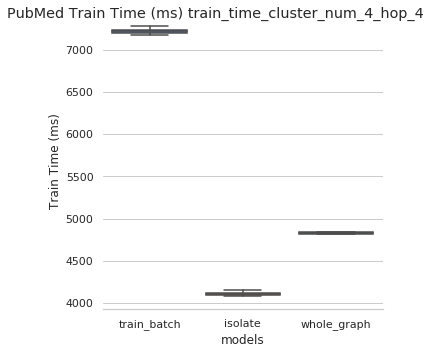 PubMed Train Time (ms) train_time_cluster_num_4_hop_4
7000
6500
6000
5500
5000
4500
4000
Train Time (ms)
train_batch isolate whole_graph
models